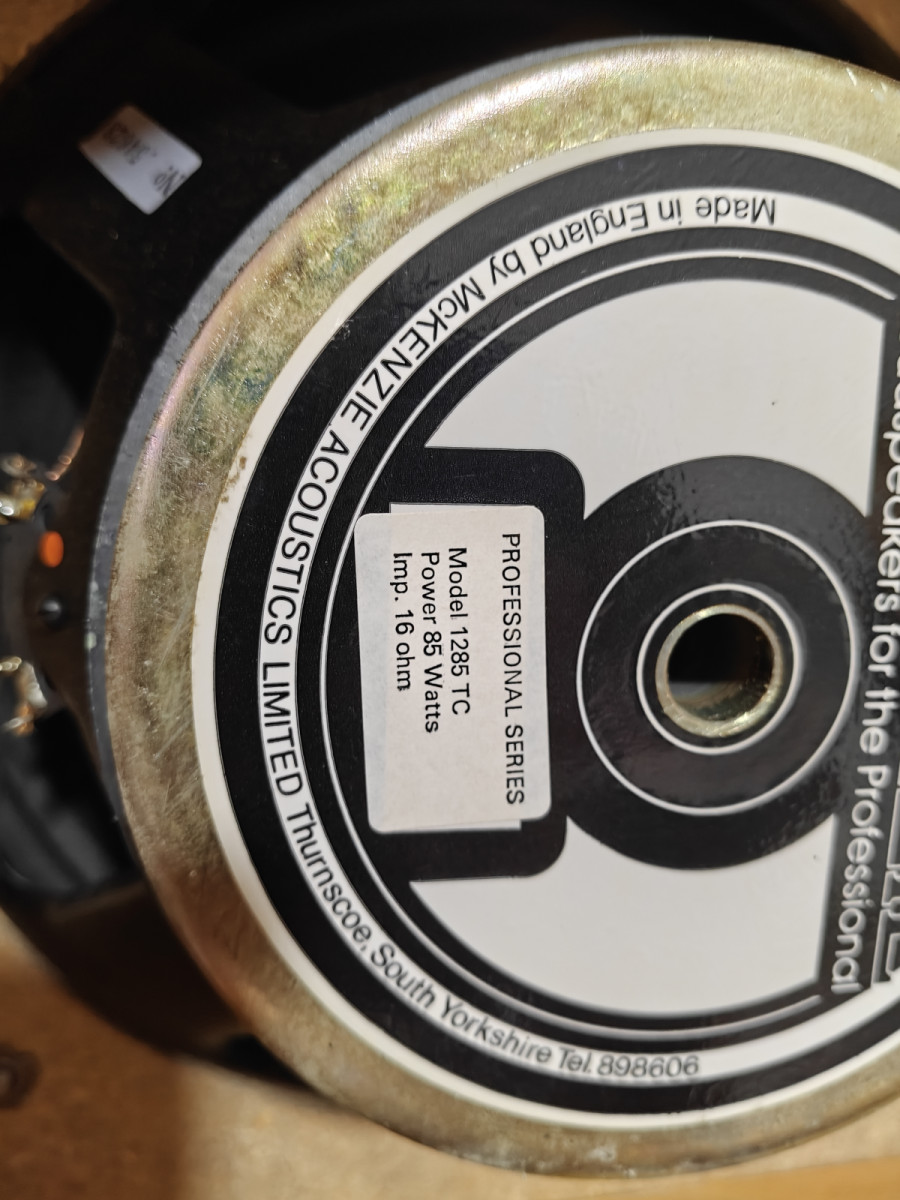 Made in England by McKENZIE ACOUSTICS LIMITED Thurnscoe, South Yorkshire Tel. 898606
for the Professional
PROFESSIONAL SERIES
Model 1285 TC
Power 85 Watts
Imp. 16 ohm